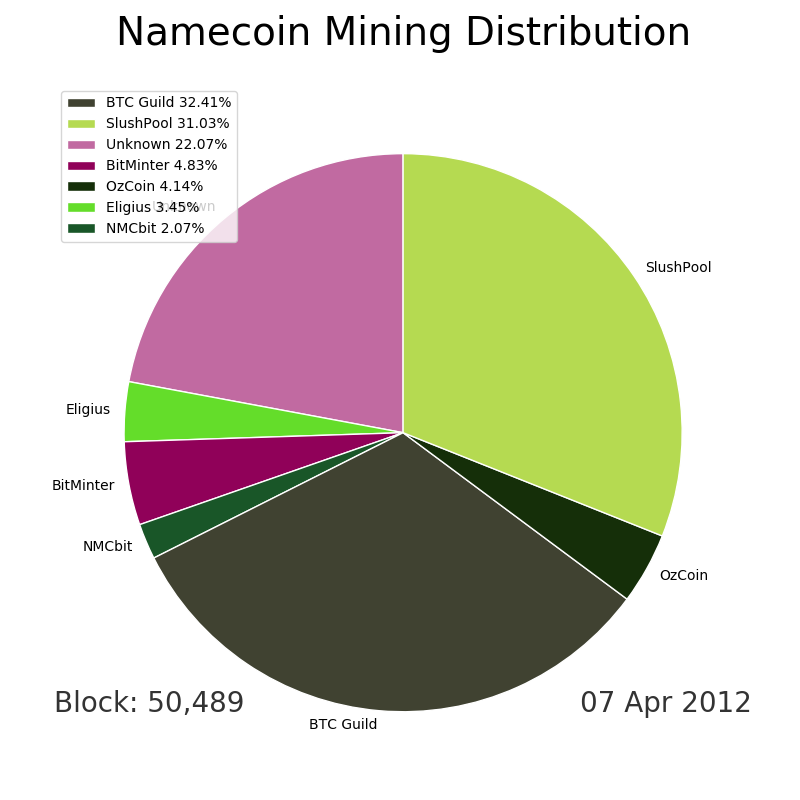 Namecoin Mining Distribution
BTC Guild 32.41%
SlushPool 31.03%
Unknown 22.07%
BitMinter 4.83%
OzCoin 4.14%
Eligius 3.45%
NMCbit 2.07%
Unknown
SlushPool
Eligius
BitMinter
NMCbit
OzCoin
BTC Guild
Block: 50,489
07 Apr 2012